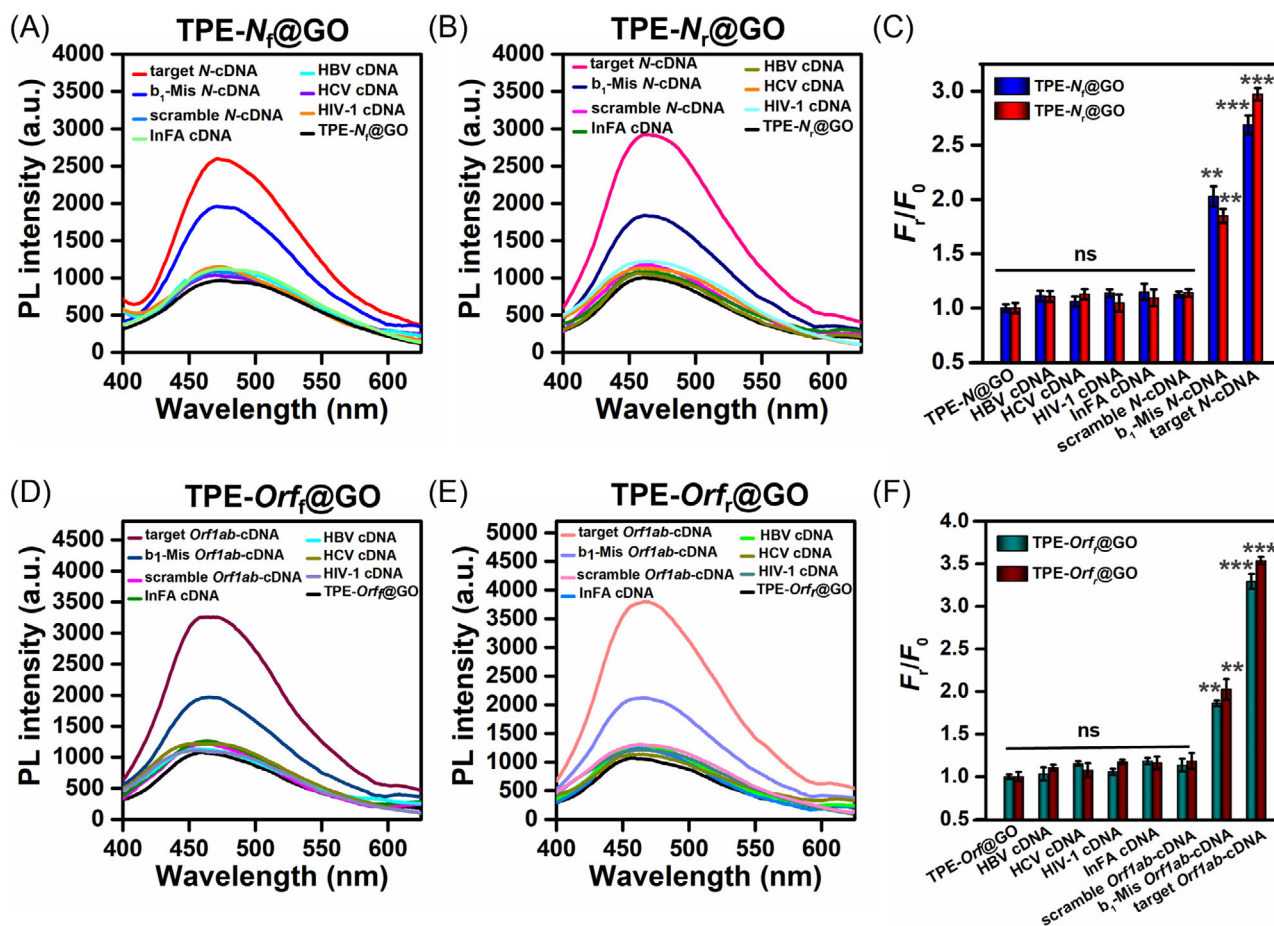 (A)
TPE-Nf@GO
PL intensity (a.u.)
4000
3500
3000
2500
2000
1500
1000
500
0
target N-cDNA
b1-Mis N-cDNA
scramble N-cDNA
InFA cDNA
HBV cDNA
HCV cDNA
HIV-1 cDNA
TPE-Nf@GO
400 450 500 550 600
Wavelength (nm)
(B)
TPE-Nr@GO
PL intensity (a.u.)
4000
3500
3000
2500
2000
1500
1000
500
0
target N-cDNA
b1-Mis N-cDNA
scramble N-cDNA
InFA cDNA
HBV cDNA
HCV cDNA
HIV-1 cDNA
TPE-Nr@GO
400 450 500 550 600
Wavelength (nm)
(C)
Fr/F0
3.0
2.5
2.0
1.5
1.0
0.5
TPE-Nf@GO
TPE-Nr@GO
ns
**
**
***
***
TPE-N@GO
HBV cDNA
HCV cDNA
HIV-1 cDNA
InFA cDNA
scramble N-cDNA
b1-Mis N-cDNA
target N-cDNA
(D)
TPE-Orff@GO
PL intensity (a.u.)
4500
4000
3500
3000
2500
2000
1500
1000
500
0
target Orf1ab-cDNA
b1-Mis Orf1ab-cDNA
scramble Orf1ab-cDNA
InFA cDNA
HBV cDNA
HCV cDNA
HIV-1 cDNA
TPE-Orff@GO
400 450 500 550 600
Wavelength (nm)
(E)
TPE-Orfr@GO
PL intensity (a.u.)
5000
4500
4000
3500
3000
2500
2000
1500
1000
500
0
target Orf1ab-cDNA
b1-Mis Orf1ab-cDNA
scramble Orf1ab-cDNA
InFA cDNA
HBV cDNA
HCV cDNA
HIV-1 cDNA
TPE-Orfr@GO
400 450 500 550 600
Wavelength (nm)
(F)
Fr/F0
4.0
3.5
3.0
2.5
2.0
1.5
1.0
0.5
TPE-Orff@GO
TPE-Orfr@GO
ns
**
**
***
***
TPE-Orf@GO
HBV cDNA
HCV cDNA
HIV-1 cDNA
InFA cDNA
scramble Orf1ab-cDNA
b1-Mis Orf1ab-cDNA
target Orf1ab-cDNA